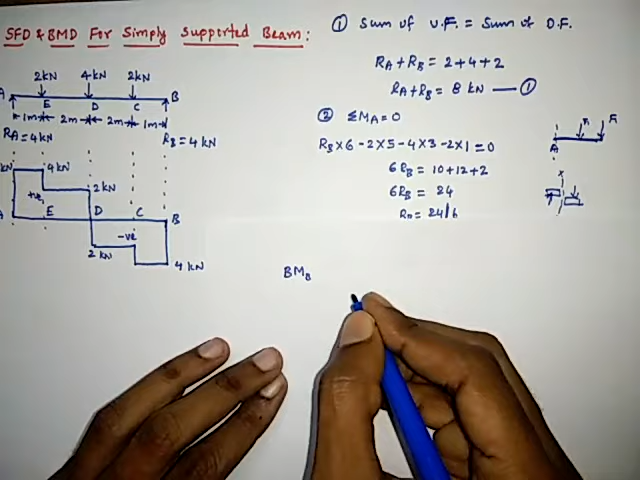 SFD & BMD For Simply Supported Beam:
2kN 4kN 2kN
A B
E D C
1m 2m 2m 1m
RA = 4kN RB = 4 kN
kN 4kN
2kN
+ve
A E D C B
-ve
2 kN
4 kN
① Sum of U.F. = Sum of D.F.
RA + RB = 2+4+2
RA+RB = 8 kN — ①
② ΣMA = 0
RB×6 -2×5 -4×3 -2×1 = 0
6RB = 10+12+2
6RB = 24
RB = 24/6
A
x
BMB